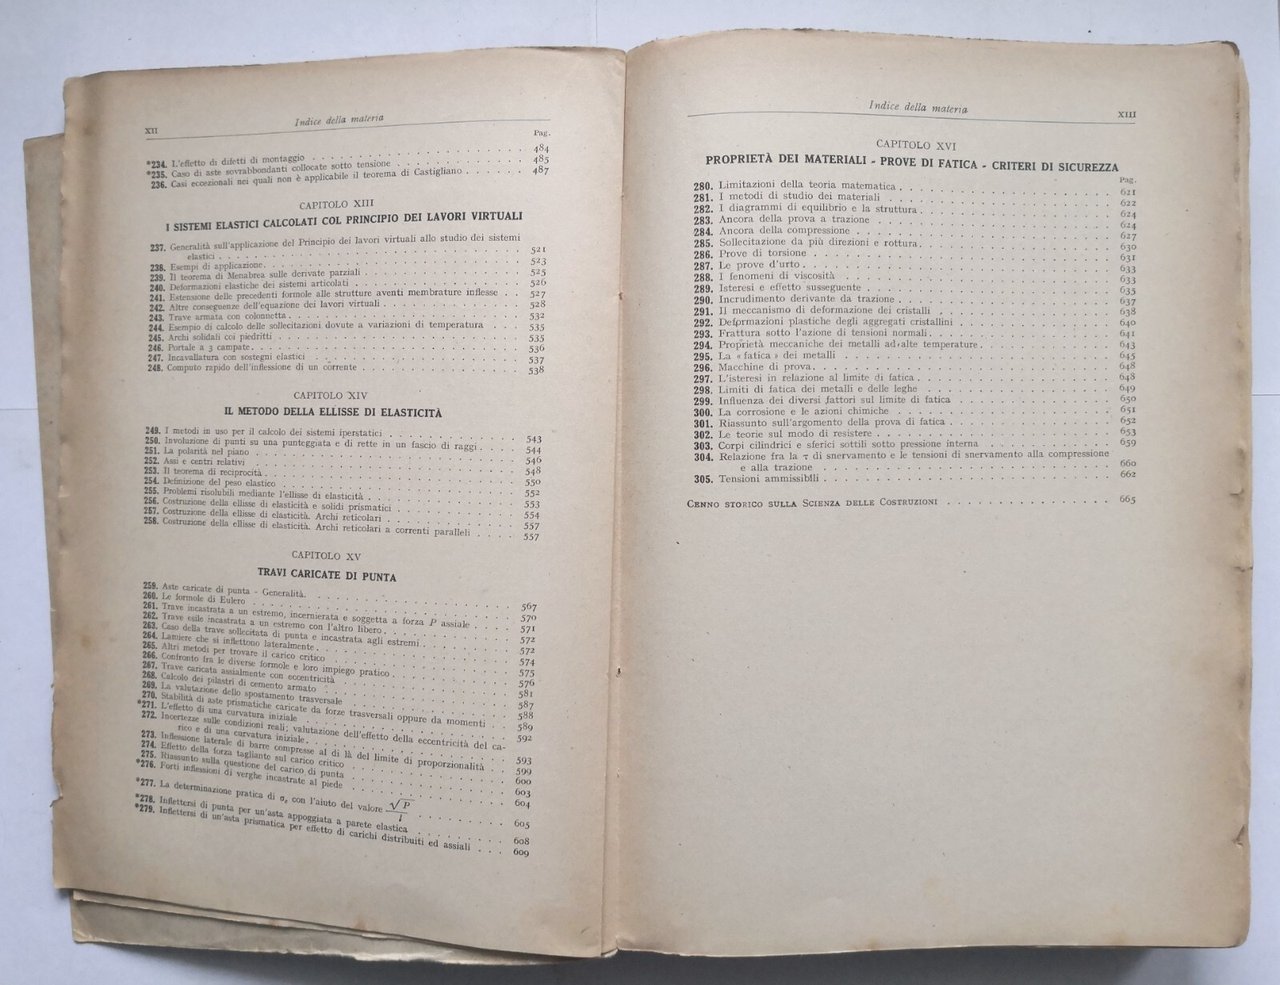 XII
Indice della materia
Pag.
*234. L'effetto di difetti di montaggio . . . 484
*235. Caso di aste sovrabbondanti collocate sotto tensione . . . 485
236. Casi eccezionali nei quali non è applicabile il teorema di Castigliano . . . 487
CAPITOLO XIII
I SISTEMI ELASTICI CALCOLATI COL PRINCIPIO DEI LAVORI VIRTUALI
237. Generalità sull'applicazione del Principio dei lavori virtuali allo studio dei sistemi
elastici . . . 521
238. Esempi di applicazione . . . 523
239. Il teorema di Menabrea sulle derivate parziali . . . 525
240. Deformazioni elastiche dei sistemi articolati . . . 526
241. Estensione delle precedenti formole alle strutture aventi membrature inflesse . . 527
242. Altre conseguenze dell'equazione dei lavori virtuali . . . 528
243. Trave armata con colonnetta . . . 532
244. Esempio di calcolo delle sollecitazioni dovute a variazioni di temperatura . . . 535
245. Archi solidali coi piedritti . . . 535
246. Portale a 3 campate . . . 536
247. Incavallatura con sostegni elastici . . . 537
248. Computo rapido dell'inflessione di un corrente . . . 538
CAPITOLO XIV
IL METODO DELLA ELLISSE DI ELASTICITÀ
249. I metodi in uso per il calcolo dei sistemi iperstatici . . . 543
250. Involuzione di punti su una punteggiata e di rette in un fascio di raggi . . . 544
251. La polarità nel piano . . . 546
252. Assi e centri relativi . . . 548
253. Il teorema di reciprocità . . . 550
254. Definizione del peso elastico . . . 552
255. Problemi risolubili mediante l'ellisse di elasticità . . . 553
256. Costruzione della ellisse di elasticità e solidi prismatici . . . 554
257. Costruzione della ellisse di elasticità. Archi reticolari . . . 557
258. Costruzione della ellisse di elasticità. Archi reticolari a correnti paralleli . . . 557
CAPITOLO XV
TRAVI CARICATE DI PUNTA
259. Aste caricate di punta - Generalità . . . 567
260. Le formole di Eulero . . . 570
261. Trave incastrata a un estremo, incernierata e soggetta a forza P assiale . . . 571
262. Trave esile incastrata a un estremo con l'altro libero . . . 572
263. Caso della trave sollecitata di punta e incastrata agli estremi . . . 572
264. Lamiere che si inflettono lateralmente . . . 574
265. Altri metodi per trovare il carico critico . . . 575
266. Confronto fra le diverse formole e loro impiego pratico . . . 576
267. Trave caricata assialmente con eccentricità . . . 581
268. Calcolo dei pilastri di cemento armato . . . 587
269. La valutazione dello spostamento trasversale . . . 588
270. Stabilità di aste prismatiche caricate da forze trasversali oppure da momenti . . 589
*271. L'effetto di una curvatura iniziale . . . 592
272. Incertezze sulle condizioni reali; valutazione dell'effetto della eccentricità del ca-
rico e di una curvatura iniziale . . . 593
273. Inflessione laterale di barre compresse al di là del limite di proporzionalità . . 599
274. Effetto della forza tagliante sul carico critico . . . 600
275. Riassunto sulla questione del carico di punta . . . 603
*276. Forti inflessioni di verghe incastrate al piede . . . 604
*277. La determinazione pratica di σₛ con l'aiuto del valore √P / l . . . 605
*278. Inflettersi di punta per un'asta appoggiata a parete elastica . . . 608
*279. Inflettersi di un'asta prismatica per effetto di carichi distribuiti ed assiali . . . 609
Indice della materia
XIII
CAPITOLO XVI
PROPRIETÀ DEI MATERIALI - PROVE DI FATICA - CRITERI DI SICUREZZA
Pag.
280. Limitazioni della teoria matematica . . . 621
281. I metodi di studio dei materiali . . . 622
282. I diagrammi di equilibrio e la struttura . . . 624
283. Ancora della prova a trazione . . . 624
284. Ancora della compressione . . . 627
285. Sollecitazione da più direzioni e rottura . . . 630
286. Prove di torsione . . . 631
287. Le prove d'urto . . . 633
288. I fenomeni di viscosità . . . 633
289. Isteresi e effetto susseguente . . . 635
290. Incrudimento derivante da trazione . . . 637
291. Il meccanismo di deformazione dei cristalli . . . 638
292. Deformazioni plastiche degli aggregati cristallini . . . 640
293. Frattura sotto l'azione di tensioni normali . . . 641
294. Proprietà meccaniche dei metalli ad alte temperature . . . 643
295. La « fatica » dei metalli . . . 645
296. Macchine di prova . . . 648
297. L'isteresi in relazione al limite di fatica . . . 648
298. Limiti di fatica dei metalli e delle leghe . . . 649
299. Influenza dei diversi fattori sul limite di fatica . . . 650
300. La corrosione e le azioni chimiche . . . 651
301. Riassunto sull'argomento della prova di fatica . . . 652
302. Le teorie sul modo di resistere . . . 653
303. Corpi cilindrici e sferici sottili sotto pressione interna . . . 659
304. Relazione fra la τ di snervamento e le tensioni di snervamento alla compressione
e alla trazione . . . 660
305. Tensioni ammissibili . . . 662
CENNO STORICO SULLA SCIENZA DELLE COSTRUZIONI . . . 665